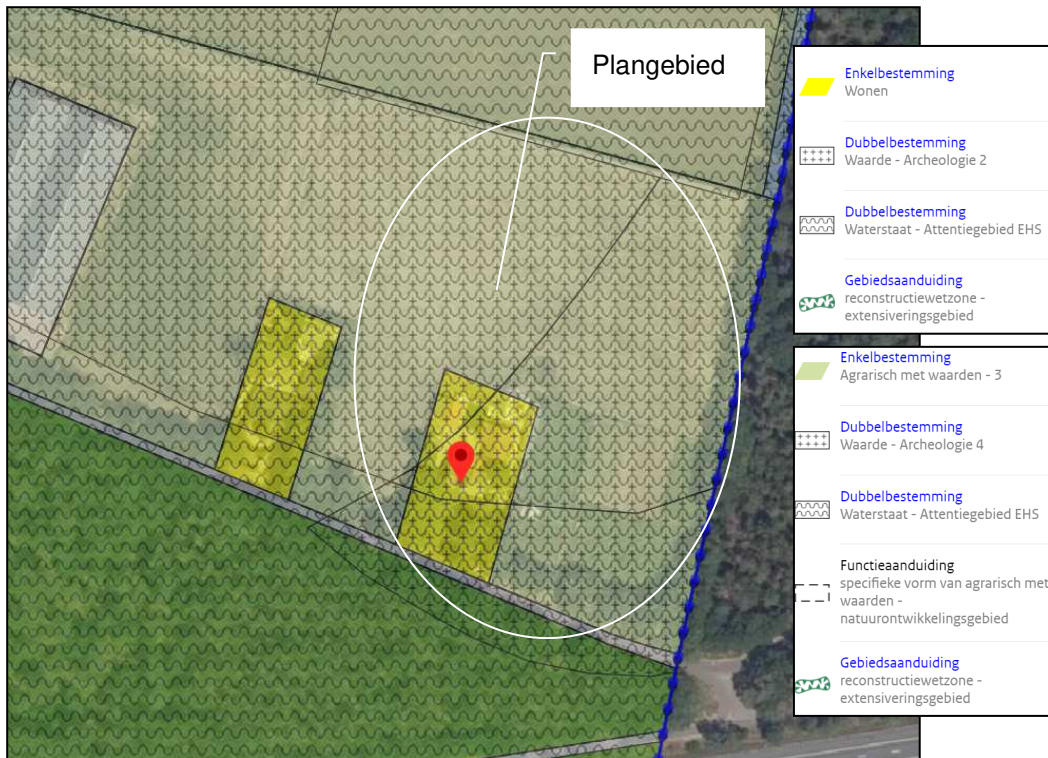 Plangebied
Enkelbestemming
Wonen
Dubbelbestemming
Waarde - Archeologie 2
Dubbelbestemming
Waterstaat - Attentiegebied EHS
Gebiedsaanduiding
reconstructiewetzone -
extensiveringsgebied
Enkelbestemming
Agrarisch met waarden - 3
Dubbelbestemming
Waarde - Archeologie 4
Dubbelbestemming
Waterstaat - Attentiegebied EHS
Functieaanduiding
specifieke vorm van agrarisch met
waarden -
natuurontwikkelingsgebied
Gebiedsaanduiding
reconstructiewetzone -
extensiveringsgebied